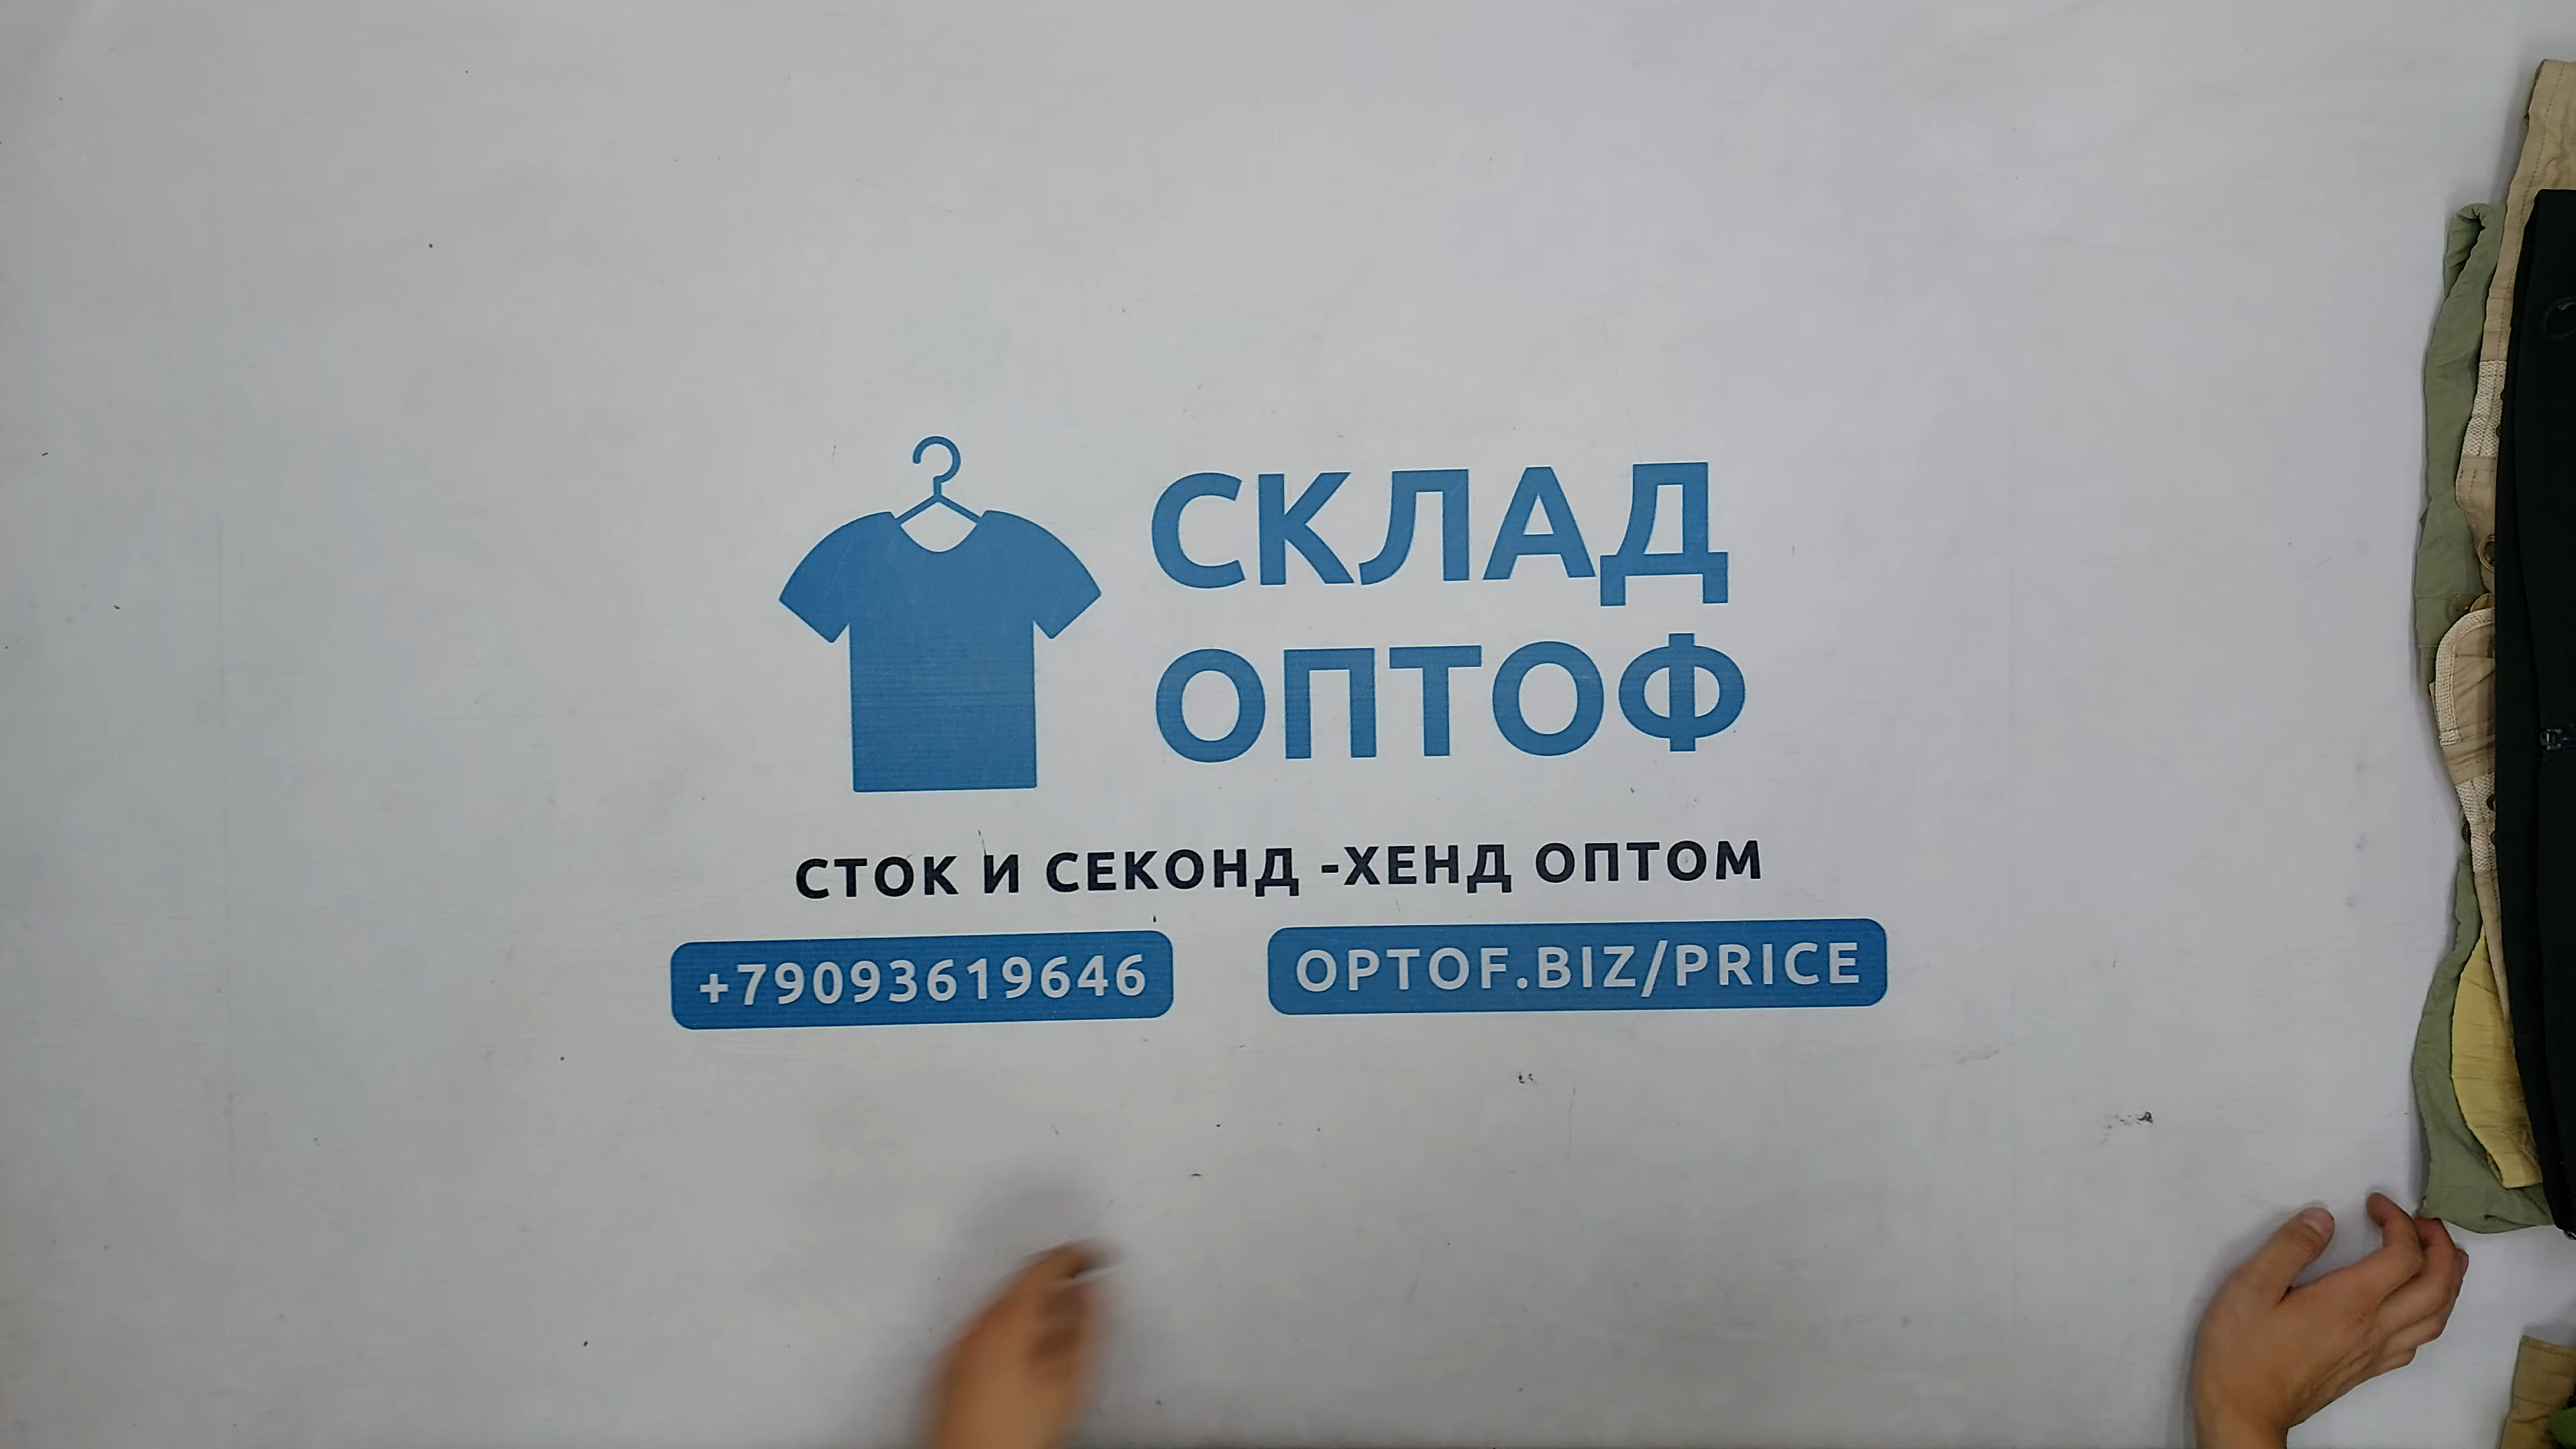 СКЛАД
ОПТОФ
СТОК И СЕКОНД -ХЕНД ОПТОМ
+79093619646
OPTOF.BIZ/PRICE